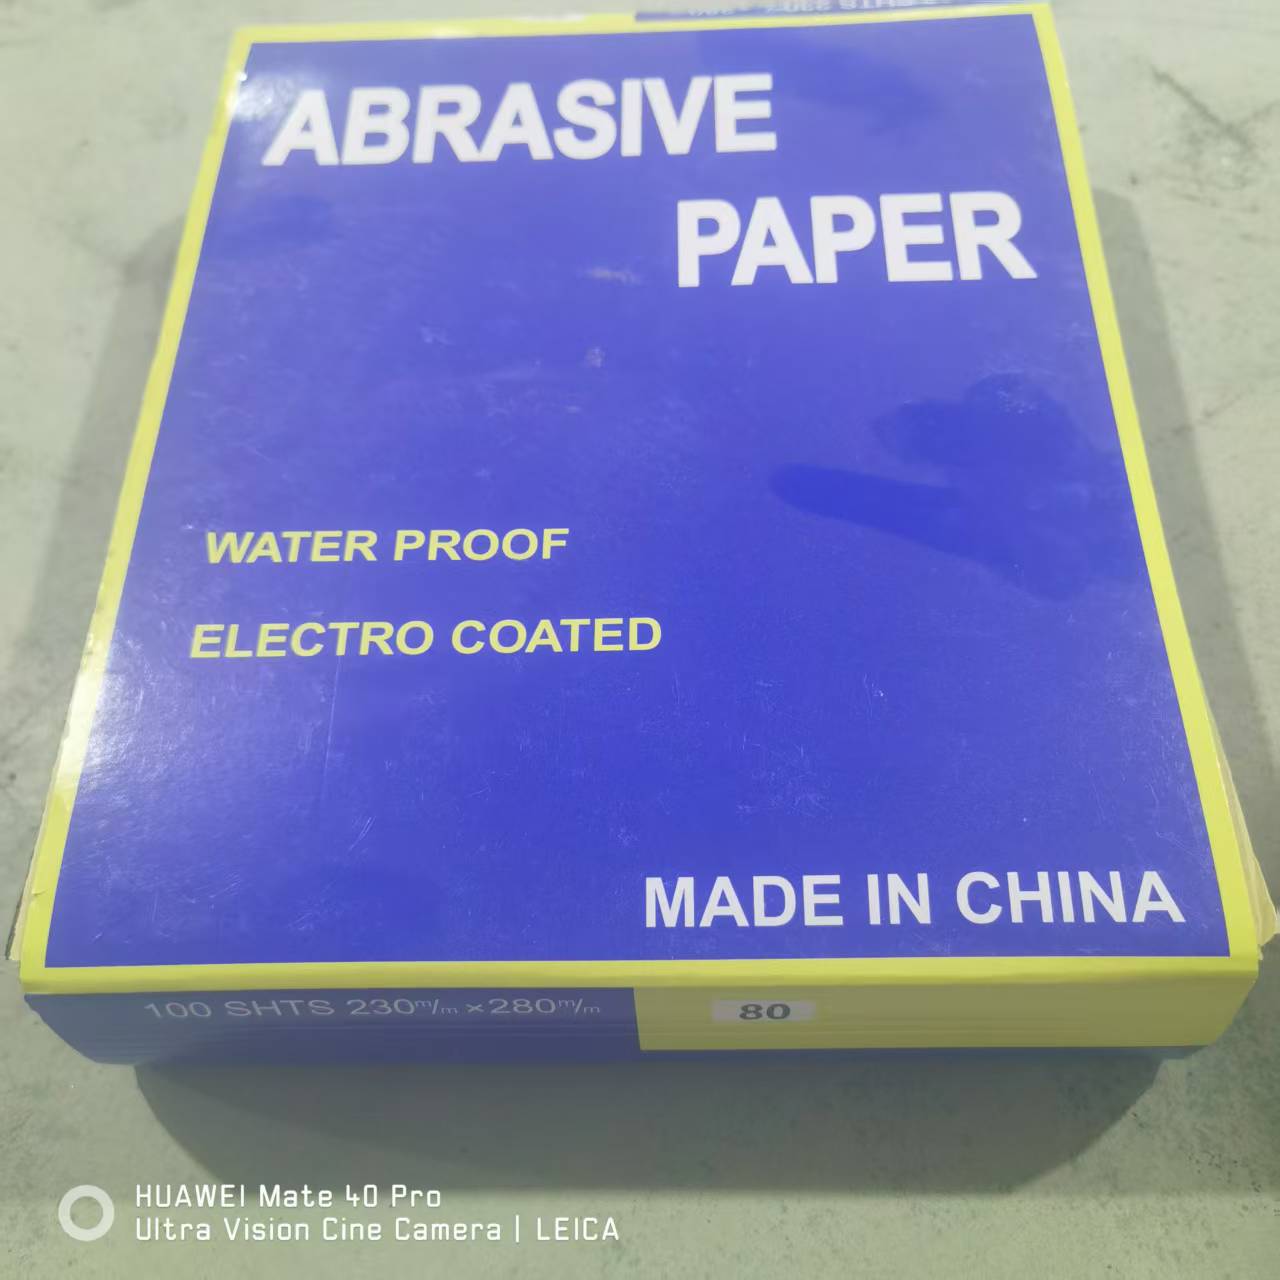 ABRASIVE
PAPER
WATER PROOF
ELECTRO COATED
MADE IN CHINA
100 SHTS 230m/m×280m/m
80
HUAWEI Mate 40 Pro
Ultra Vision Cine Camera | LEICA